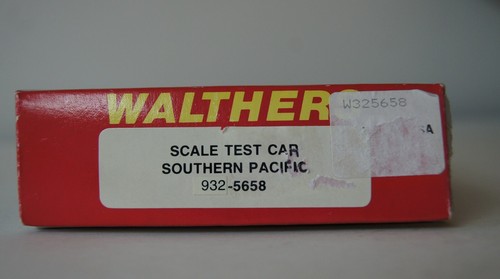 WALTHERS
W325658
SCALE TEST CAR
SOUTHERN PACIFIC
932-5658